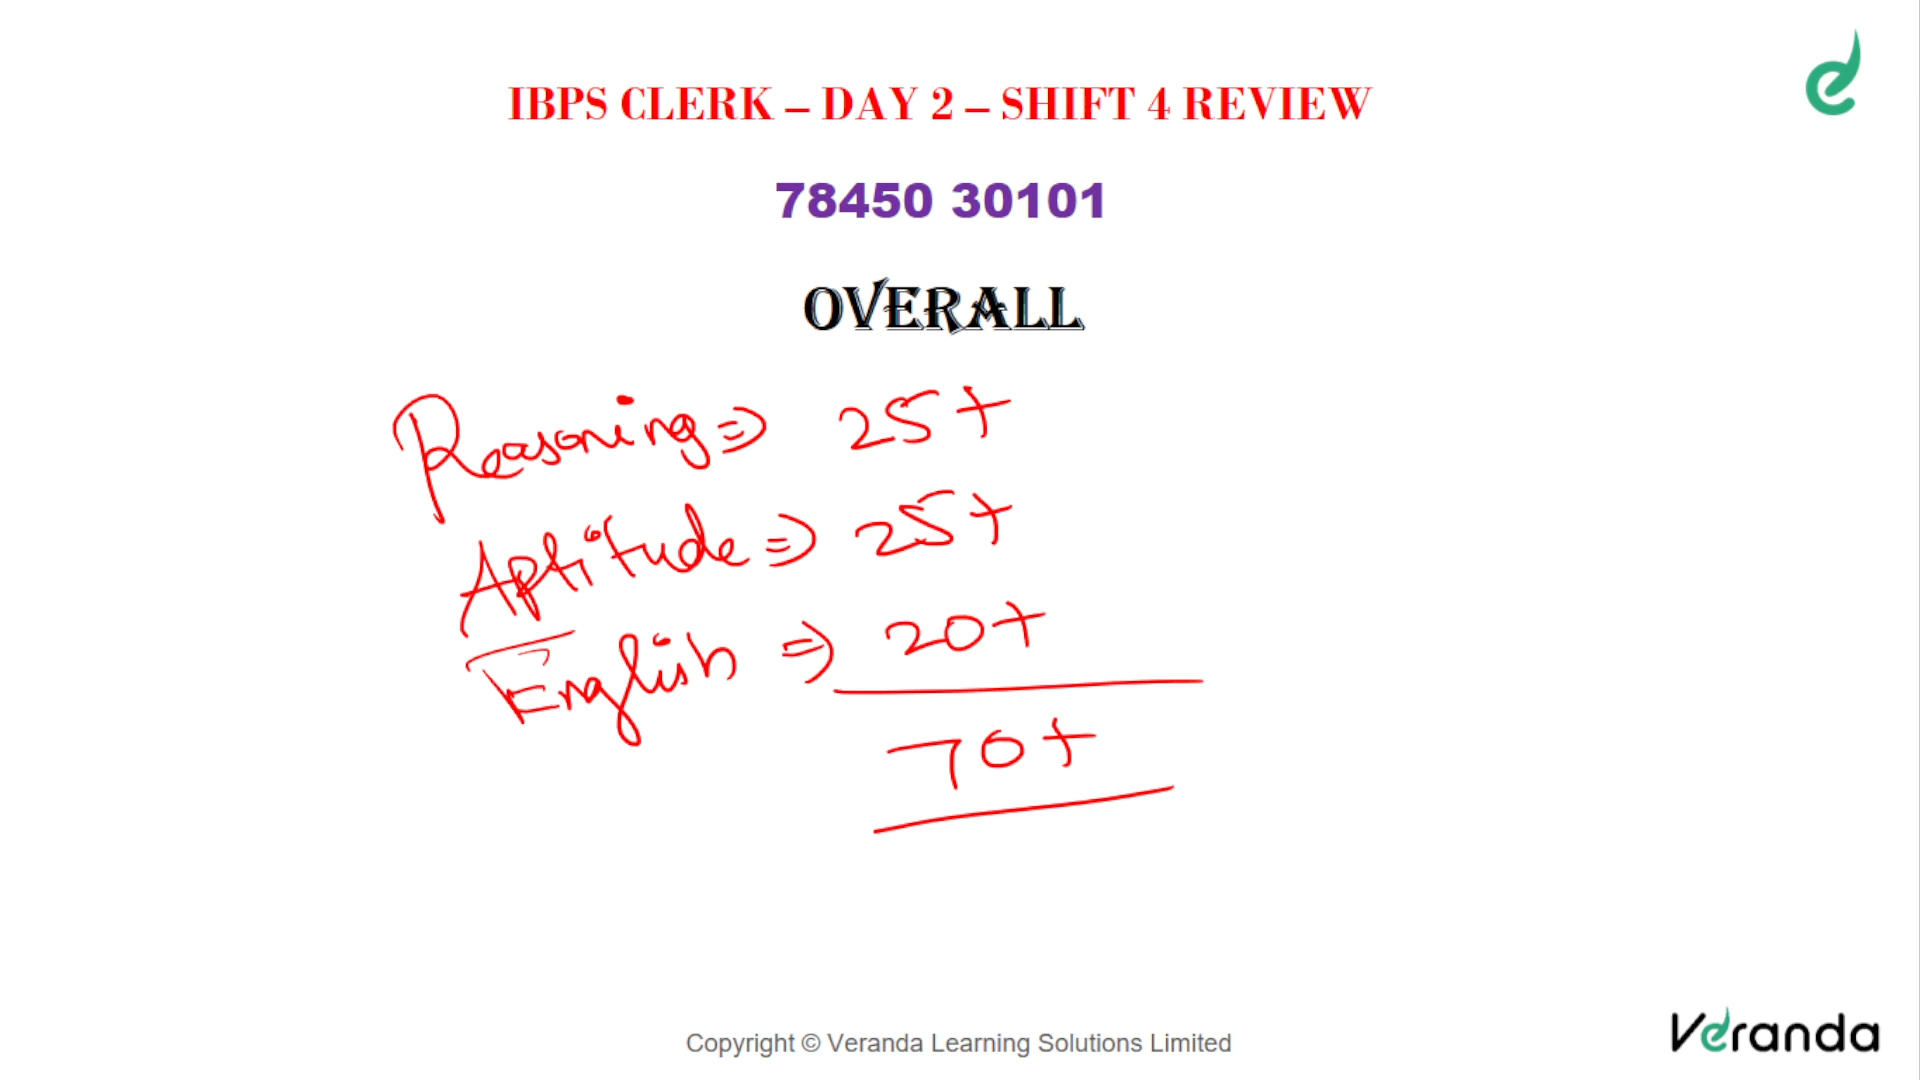 IBPS CLERK – DAY 2 – SHIFT 4 REVIEW
78450 30101
OVERALL
Reasoning ⇒ 25+
Aptitude ⇒ 25+
English ⇒ 20+
70+
Copyright © Veranda Learning Solutions Limited
Veranda